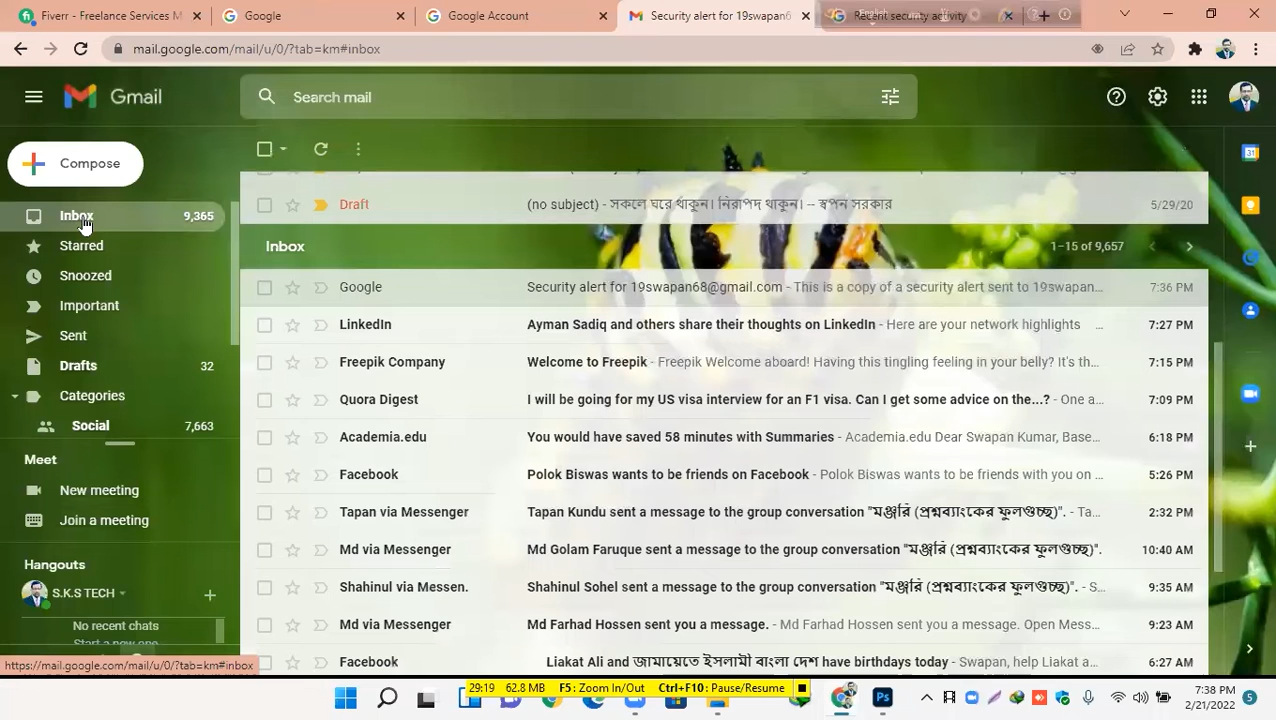 Fiverr - Freelance Services M
Google
Google Account
Security alert for 19swapan6
Recent security activity
English
mail.google.com/mail/u/0/?tab=km#inbox
Gmail
Search mail
Compose
Inbox 9,365
Starred
Snoozed
Important
Sent
Drafts 32
Categories
Social 7,663
Meet
New meeting
Join a meeting
Hangouts
S.K.S TECH
No recent chats
Start a new one
https://mail.google.com/mail/u/0/?tab=km#inbox
Draft (no subject) - সকলে ঘরে থাকুন। নিরাপদ থাকুন। -- স্বপন সরকার 5/29/20
Inbox 1–15 of 9,657
Google Security alert for 19swapan68@gmail.com - This is a copy of a security alert sent to 19swapan... 7:36 PM
LinkedIn Ayman Sadiq and others share their thoughts on LinkedIn - Here are your network highlights ... 7:27 PM
Freepik Company Welcome to Freepik - Freepik Welcome aboard! Having this tingling feeling in your belly? It's th... 7:15 PM
Quora Digest I will be going for my US visa interview for an F1 visa. Can I get some advice on the...? - One a... 7:09 PM
Academia.edu You would have saved 58 minutes with Summaries - Academia.edu Dear Swapan Kumar, Base... 6:18 PM
Facebook Polok Biswas wants to be friends on Facebook - Polok Biswas wants to be friends with you on ... 5:26 PM
Tapan via Messenger Tapan Kundu sent a message to the group conversation "মঞ্জরি (প্রশ্নব্যাংকের ফুলগুচ্ছ)". - Ta... 2:32 PM
Md via Messenger Md Golam Faruque sent a message to the group conversation "মঞ্জরি (প্রশ্নব্যাংকের ফুলগুচ্ছ)". 10:40 AM
Shahinul via Messen. Shahinul Sohel sent a message to the group conversation "মঞ্জরি (প্রশ্নব্যাংকের ফুলগুচ্ছ)". - S... 9:35 AM
Md via Messenger Md Farhad Hossen sent you a message. - Md Farhad Hossen sent you a message. Open Mess... 9:23 AM
Facebook Liakat Ali and জামায়েতে ইসলামী বাংলা দেশ have birthdays today - Swapan, help Liakat a... 6:27 AM
29:19 62.8 MB F5: Zoom In/Out Ctrl+F10: Pause/Resume
7:38 PM
2/21/2022
5